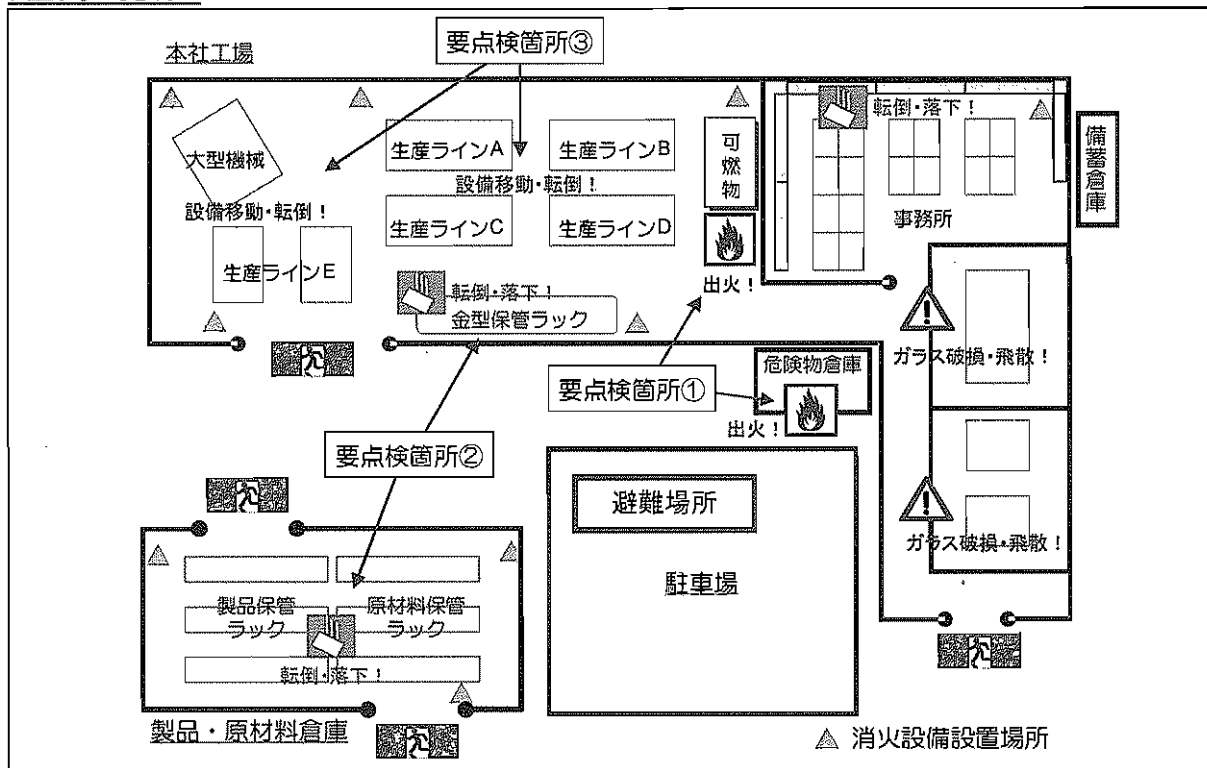 本社工場
要点検箇所③
大型機械
設備移動・転倒！
生産ラインE
生産ラインA
生産ラインB
設備移動・転倒！
生産ラインC
生産ラインD
転倒・落下！
金型保管ラック
可燃物
出火！
転倒・落下！
事務所
備蓄倉庫
ガラス破損・飛散！
ガラス破損・飛散！
要点検箇所①
危険物倉庫
出火！
要点検箇所②
製品保管
ラック
原材料保管
ラック
転倒・落下！
製品・原材料倉庫
避難場所
駐車場
消火設備設置場所